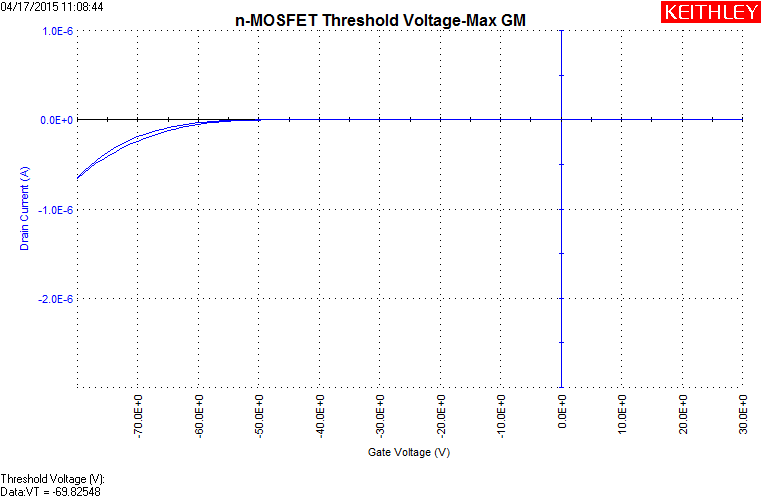 04/17/2015 11:08:44
KEITHLEY
n-MOSFET Threshold Voltage-Max GM
1.0E-6
0.0E+0
-1.0E-6
-2.0E-6
Drain Current (A)
-70.0E+0
-60.0E+0
-50.0E+0
-40.0E+0
-30.0E+0
-20.0E+0
-10.0E+0
0.0E+0
10.0E+0
20.0E+0
30.0E+0
Gate Voltage (V)
Threshold Voltage (V):
Data:VT = -69.82548